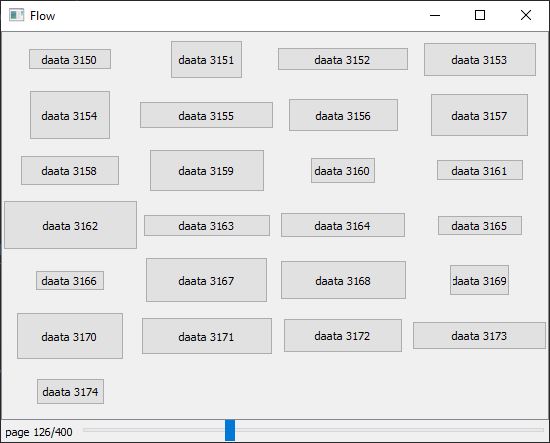 Flow
daata 3150 daata 3151 daata 3152 daata 3153
daata 3154 daata 3155 daata 3156 daata 3157
daata 3158 daata 3159 daata 3160 daata 3161
daata 3162 daata 3163 daata 3164 daata 3165
daata 3166 daata 3167 daata 3168 daata 3169
daata 3170 daata 3171 daata 3172 daata 3173
daata 3174
page 126/400